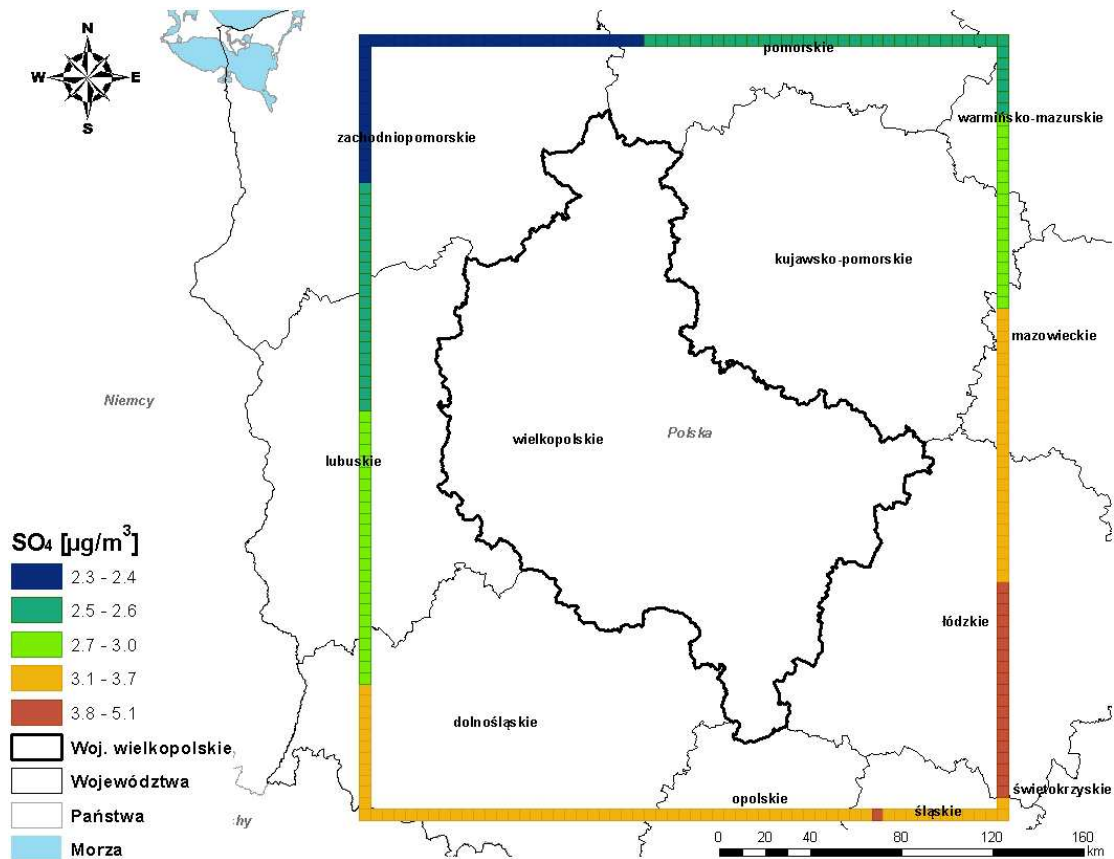 N
W E
S
pomorskie
warmińsko-mazurskie
zachodniopomorskie
kujawsko-pomorskie
mazowieckie
Niemcy
wielkopolskie
Polska
lubuskie
SO₄ [µg/m³]
2.3 - 2.4
2.5 - 2.6
2.7 - 3.0
3.1 - 3.7
3.8 - 5.1
Woj. wielkopolskie
Województwa
Państwa
Morza
łódzkie
dolnośląskie
opolskie
śląskie
świętokrzyskie
chy
0 20 40 80 120 160
km